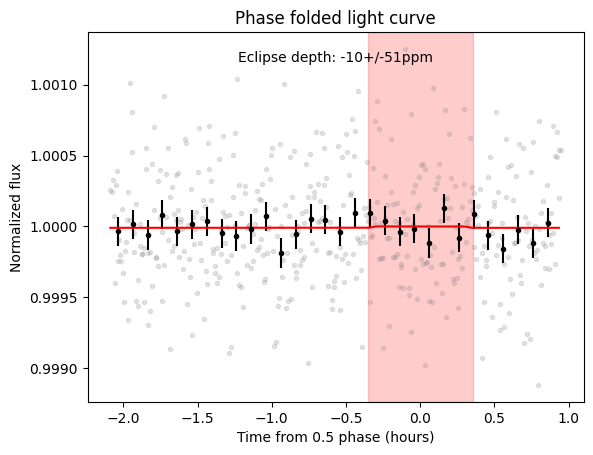 Phase folded light curve
Eclipse depth: -10+/-51ppm
Normalized flux
1.0010
1.0005
1.0000
0.9995
0.9990
−2.0 −1.5 −1.0 −0.5 0.0 0.5 1.0
Time from 0.5 phase (hours)